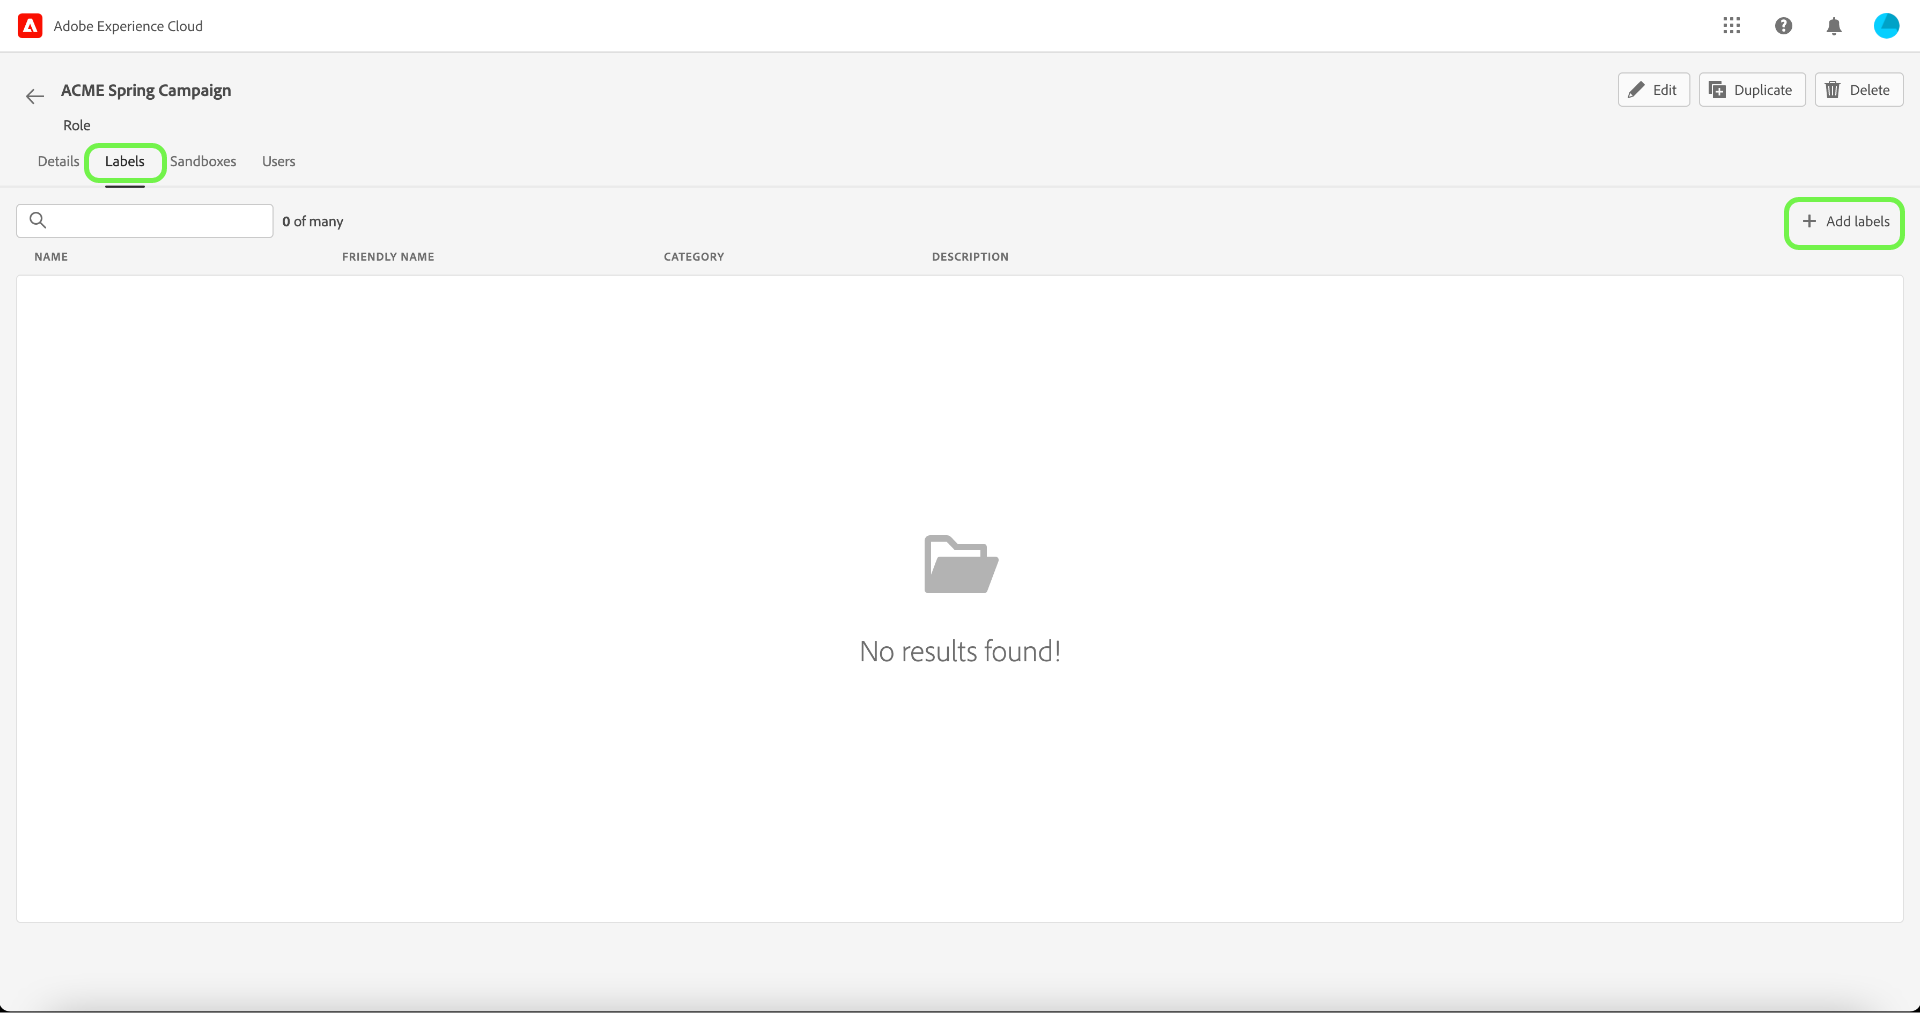 Adobe Experience Cloud
ACME Spring Campaign
Edit
Duplicate
Delete
Role
Details
Labels
Sandboxes
Users
0 of many
Add labels
NAME
FRIENDLY NAME
CATEGORY
DESCRIPTION
No results found!